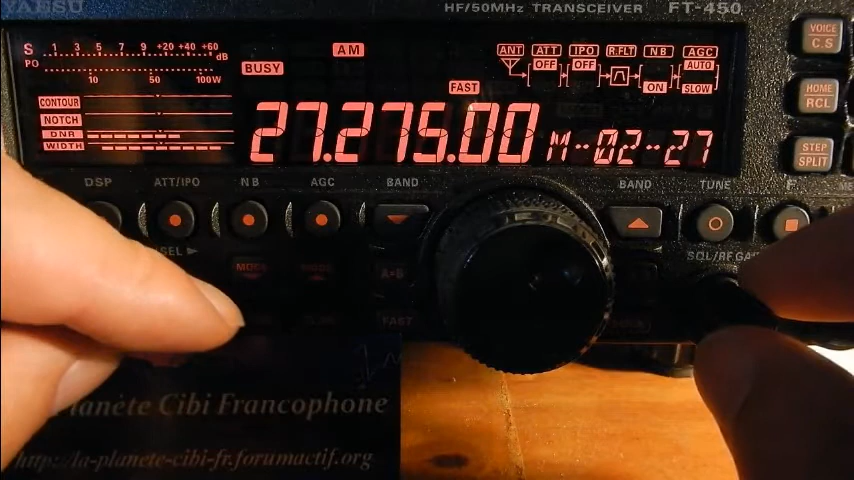 YAESU HF/50MHz TRANSCEIVER FT-450
S 1 3 5 7 9 +20 +40 +60 dB
PO 10 50 100W
BUSY AM FAST
ANT ATT IPO R.FLT NB AGC
OFF OFF ON AUTO SLOW
CONTOUR
NOTCH
DNR
WIDTH
27.275.00 M-02-27
VOICE
C.S
HOME
RCL
STEP
SPLIT
DSP ATT/IPO NB AGC BAND BAND TUNE F
SEL
MODE MODE A▸B
SQL/RF GAIN
FAST
Planète Cibi Francophone
http://la-planete-cibi-fr.forumactif.org